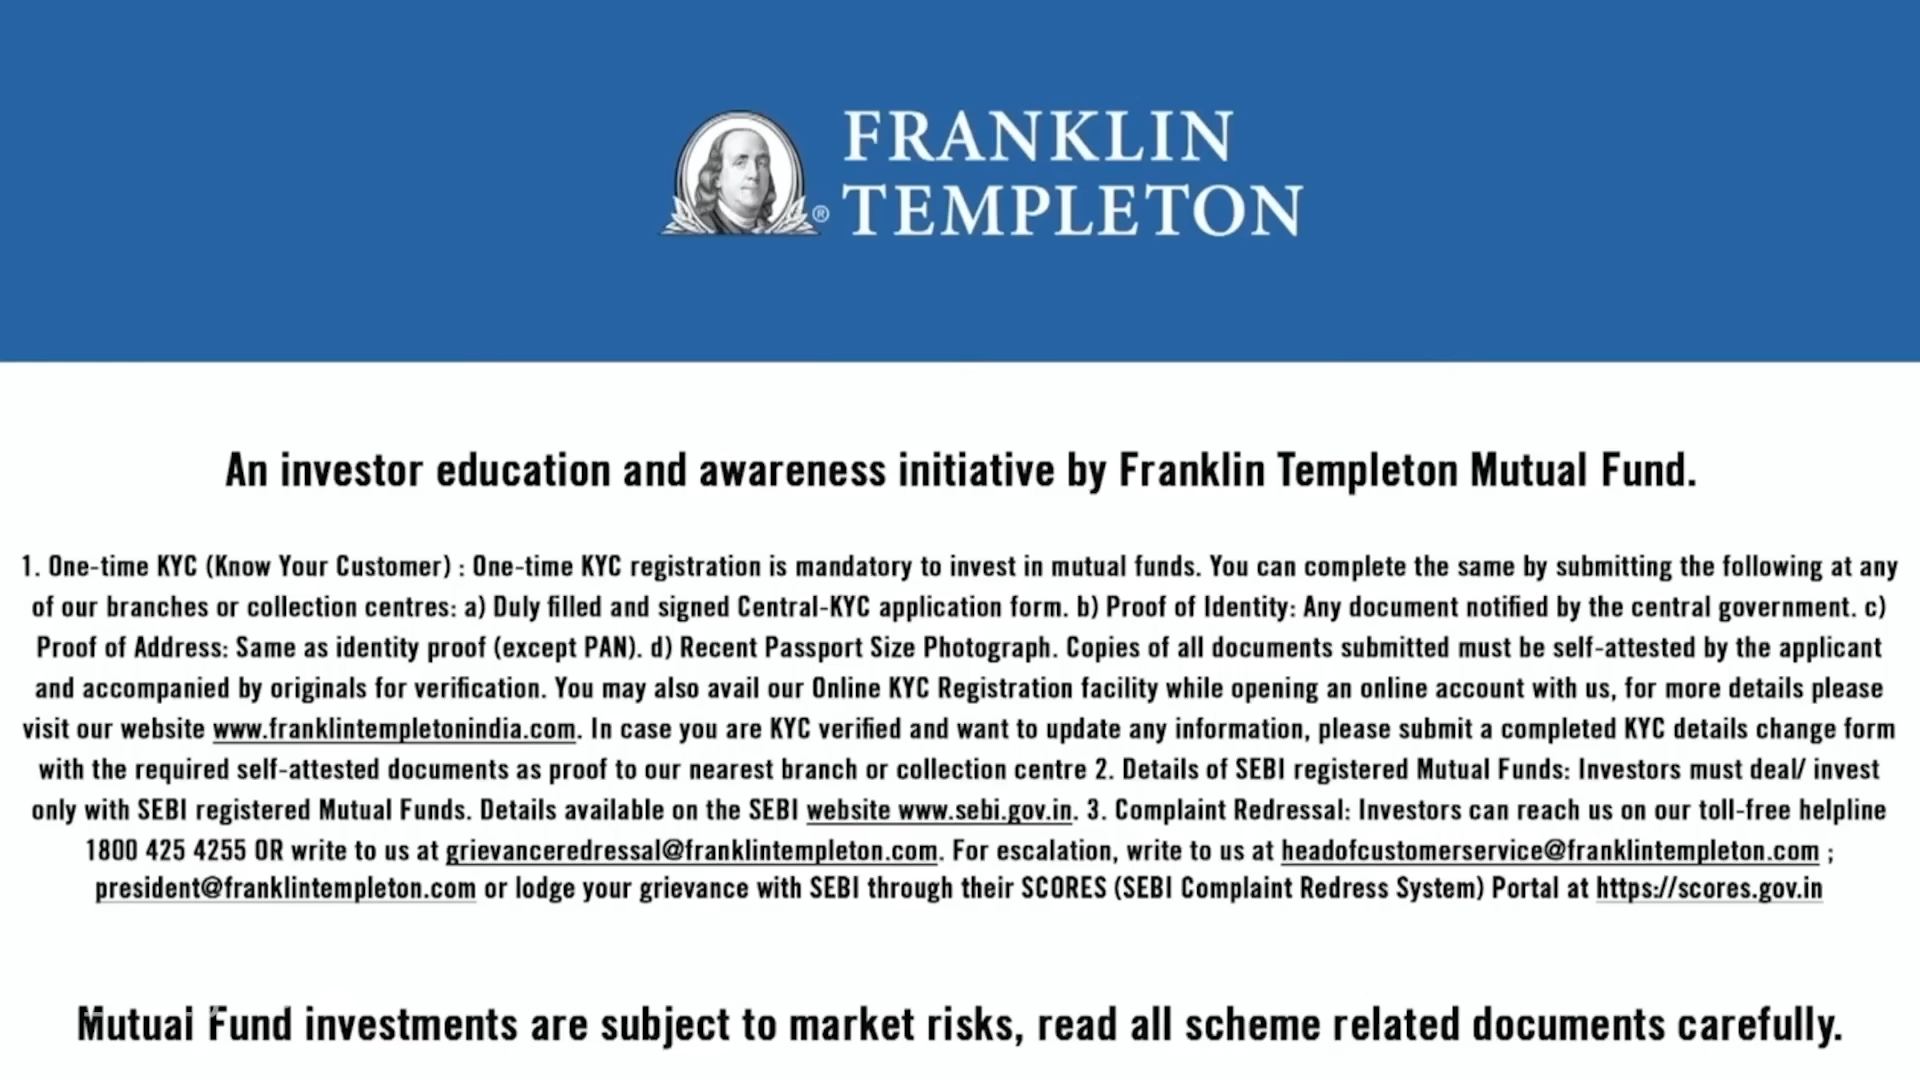 FRANKLIN
TEMPLETON
®
An investor education and awareness initiative by Franklin Templeton Mutual Fund.
1. One-time KYC (Know Your Customer) : One-time KYC registration is mandatory to invest in mutual funds. You can complete the same by submitting the following at any
of our branches or collection centres: a) Duly filled and signed Central-KYC application form. b) Proof of Identity: Any document notified by the central government. c)
Proof of Address: Same as identity proof (except PAN). d) Recent Passport Size Photograph. Copies of all documents submitted must be self-attested by the applicant
and accompanied by originals for verification. You may also avail our Online KYC Registration facility while opening an online account with us, for more details please
visit our website www.franklintempletonindia.com. In case you are KYC verified and want to update any information, please submit a completed KYC details change form
with the required self-attested documents as proof to our nearest branch or collection centre 2. Details of SEBI registered Mutual Funds: Investors must deal/ invest
only with SEBI registered Mutual Funds. Details available on the SEBI website www.sebi.gov.in. 3. Complaint Redressal: Investors can reach us on our toll-free helpline
1800 425 4255 OR write to us at grievanceredressal@franklintempleton.com. For escalation, write to us at headofcustomerservice@franklintempleton.com ;
president@franklintempleton.com or lodge your grievance with SEBI through their SCORES (SEBI Complaint Redress System) Portal at https://scores.gov.in
Mutual Fund investments are subject to market risks, read all scheme related documents carefully.